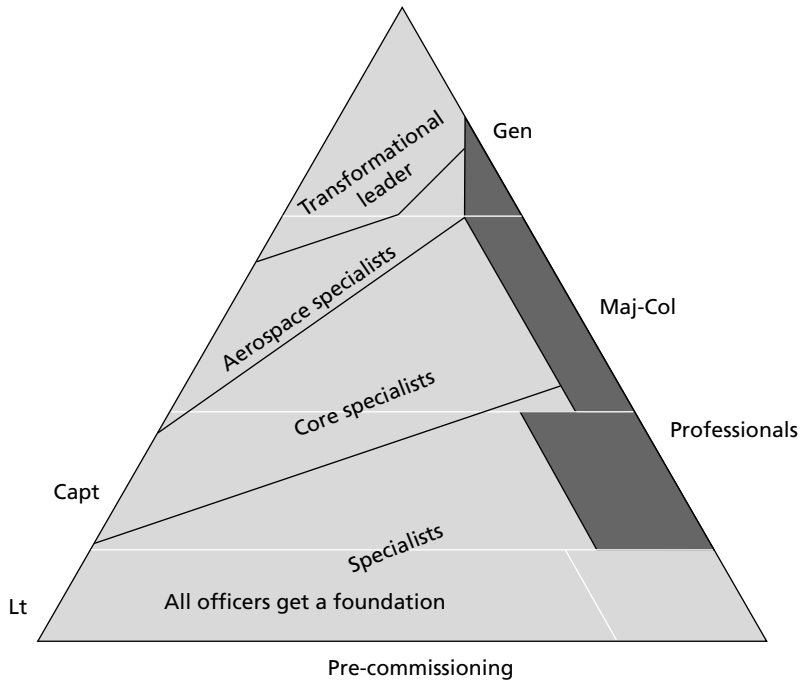 Gen
Transformational
leader
Maj-Col
Aerospace specialists
Core specialists
Professionals
Capt
Specialists
Lt
All officers get a foundation
Pre-commissioning